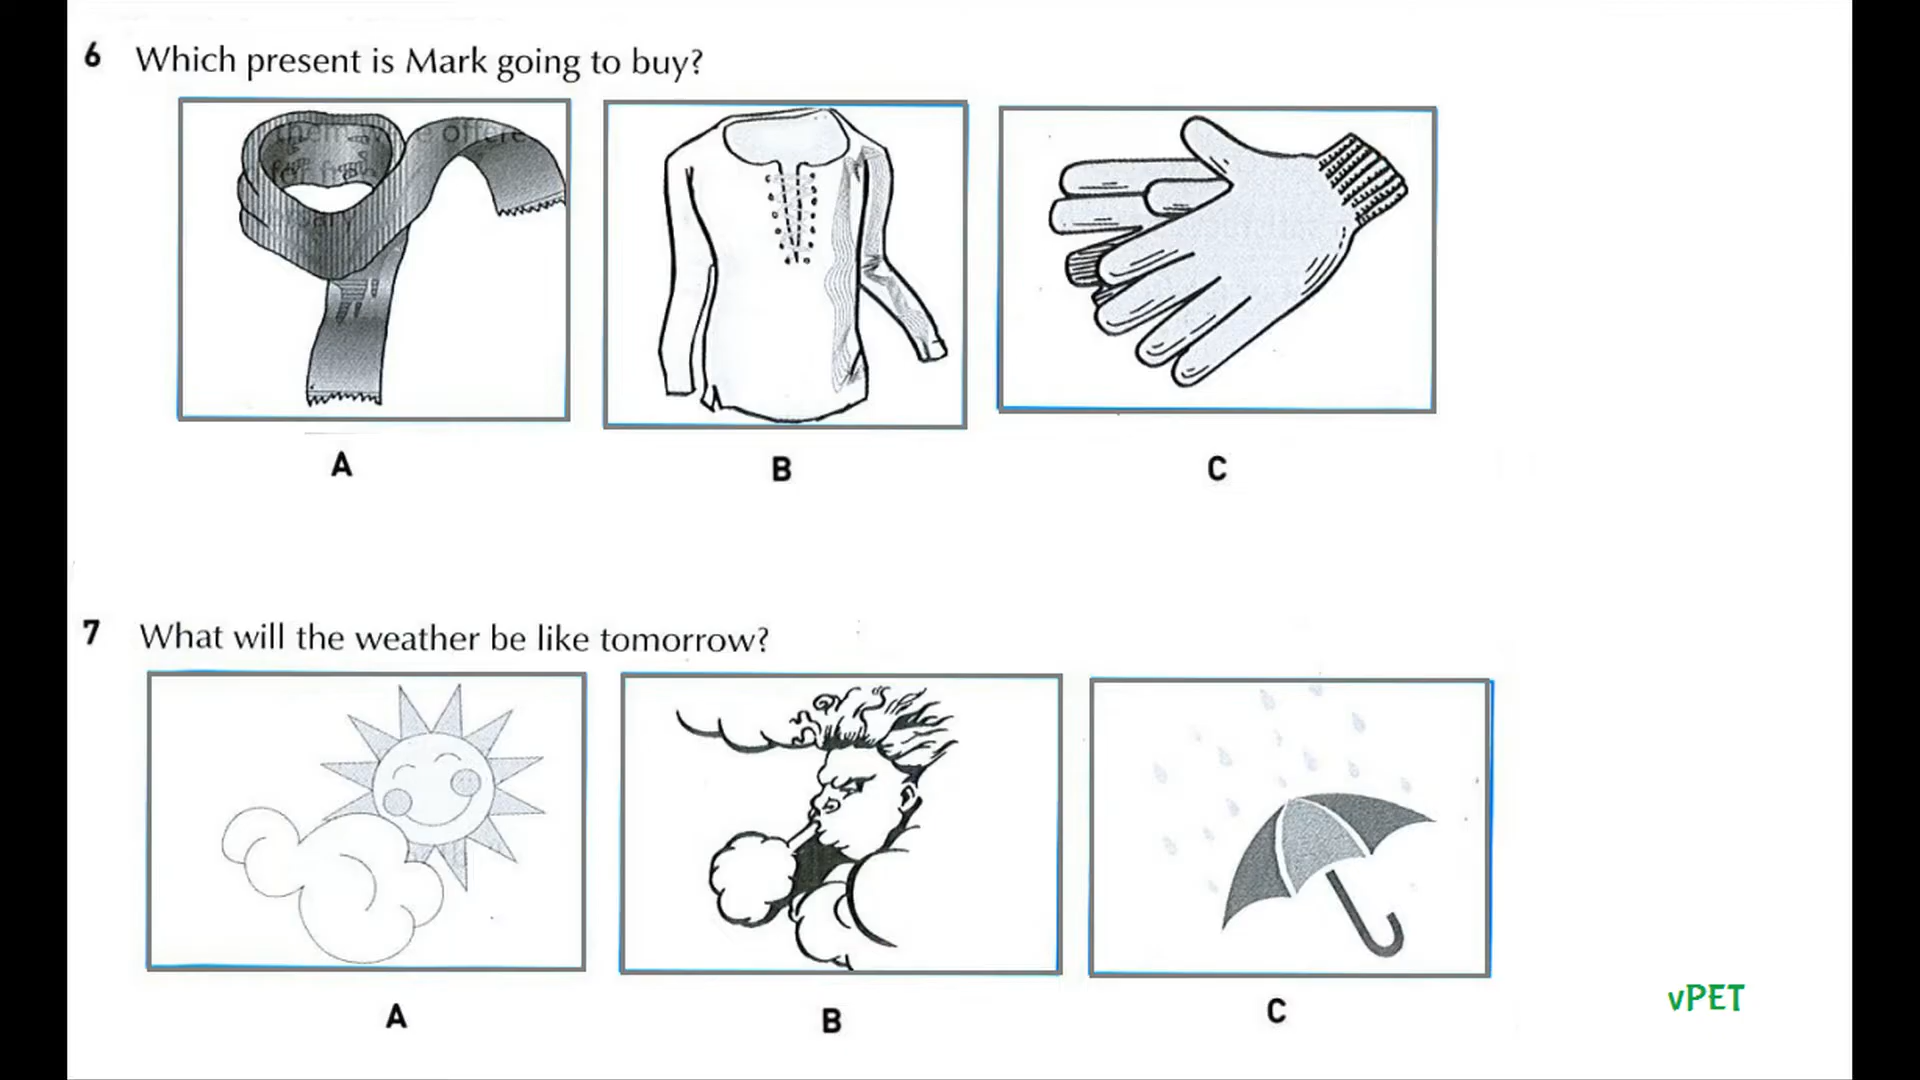 6 Which present is Mark going to buy?
A B C
7 What will the weather be like tomorrow?
A B C
vPET